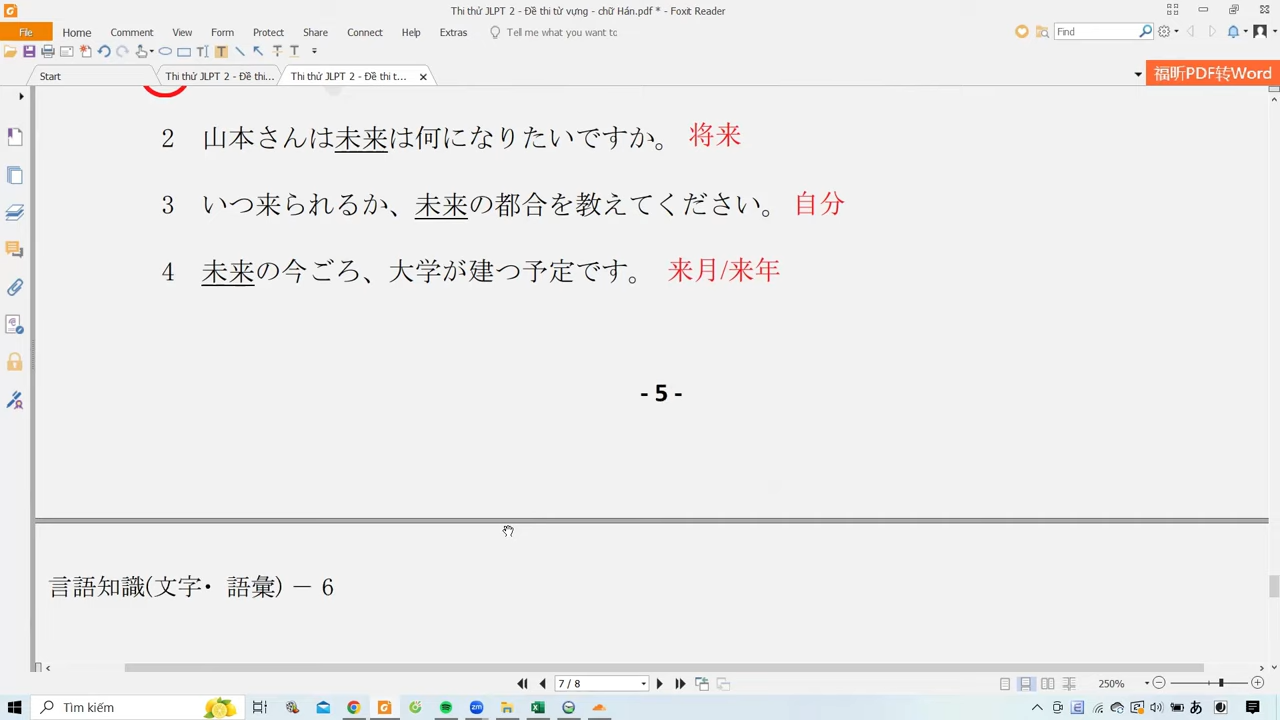 Thi thử JLPT 2 - Đề thi từ vựng - chữ Hán.pdf * - Foxit Reader
File Home Comment View Form Protect Share Connect Help Extras Tell me what you want to Find
Start Thi thử JLPT 2 - Đề thi... Thi thử JLPT 2 - Đề thi t... 福昕PDF转Word
2 山本さんは未来は何になりたいですか。 将来
3 いつ来られるか、未来の都合を教えてください。 自分
4 未来の今ごろ、大学が建つ予定です。 来月/来年
- 5 -
言語知識(文字・ 語彙) － 6
7 / 8 250%
Tìm kiếm あ